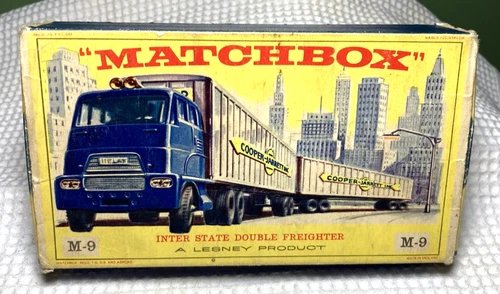 "MATCHBOX"
COOPER-JARRETT INC.
COOPER-JARRETT INC.
INTER STATE DOUBLE FREIGHTER
A LESNEY PRODUCT
M-9
M-9